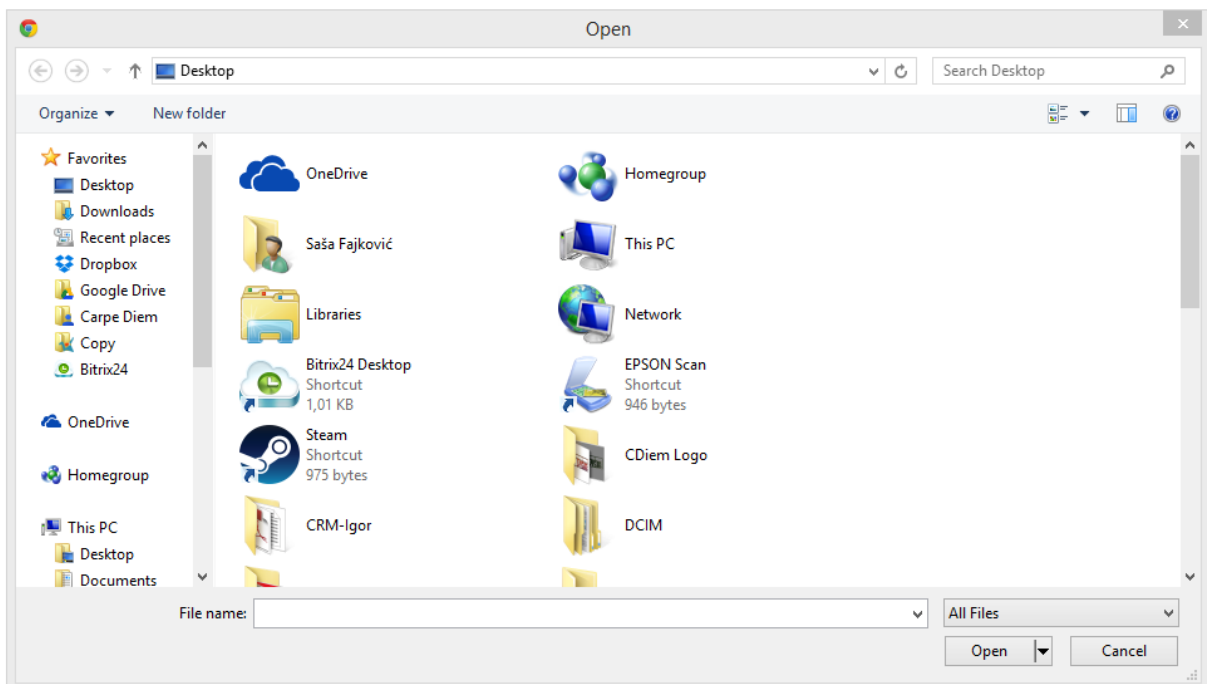 Open
Desktop
Search Desktop
Organize
New folder
Favorites
Desktop
Downloads
Recent places
Dropbox
Google Drive
Carpe Diem
Copy
Bitrix24
OneDrive
Homegroup
This PC
Desktop
Documents
OneDrive
Homegroup
Saša Fajković
This PC
Libraries
Network
Bitrix24 Desktop
Shortcut
1,01 KB
EPSON Scan
Shortcut
946 bytes
Steam
Shortcut
975 bytes
CDiem Logo
CRM-Igor
DCIM
File name:
All Files
Open
Cancel